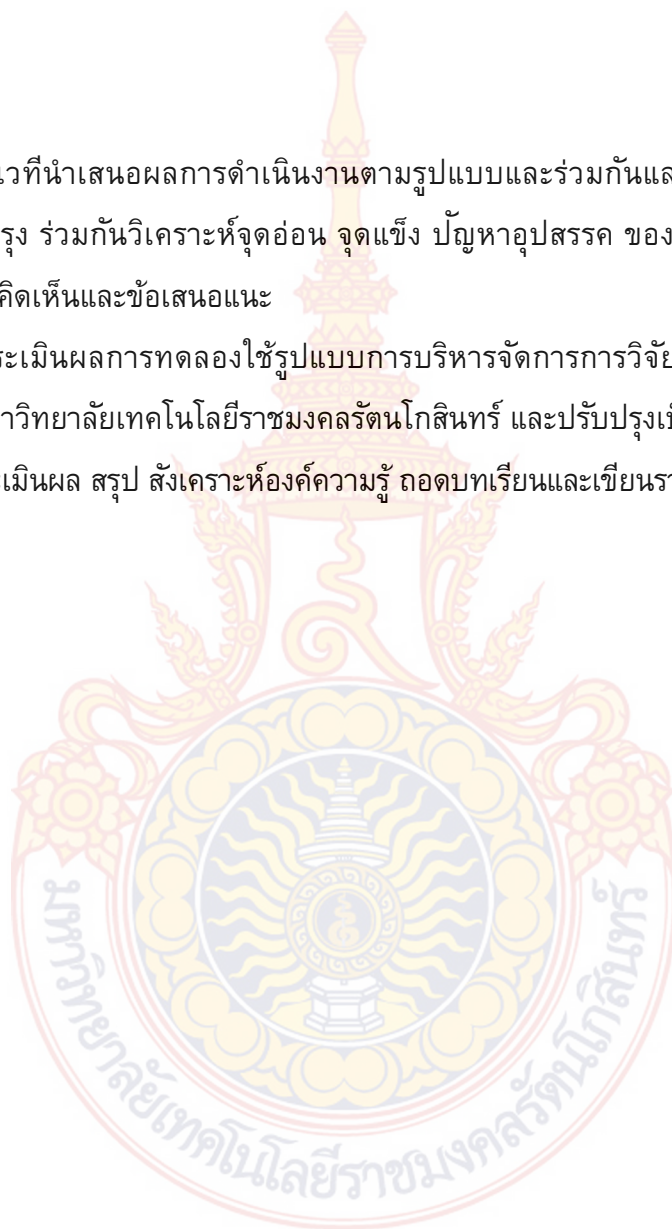 เวทีนำเสนอผลการดำเนินงานตามรูปแบบและร่วมกันแล
รุง ร่วมกันวิเคราะห์จุดอ่อน จุดแข็ง ปัญหาอุปสรรค ของ
คิดเห็นและข้อเสนอแนะ
ระเมินผลการทดลองใช้รูปแบบการบริหารจัดการการวิจัย
าวิทยาลัยเทคโนโลยีราชมงคลรัตนโกสินทร์ และปรับปรุงเ
เมินผล สรุป สังเคราะห์องค์ความรู้ ถอดบทเรียนและเขียนรา
มหาวิทยาลัยเทคโนโลยีราชมงคลรัตนโกสินทร์